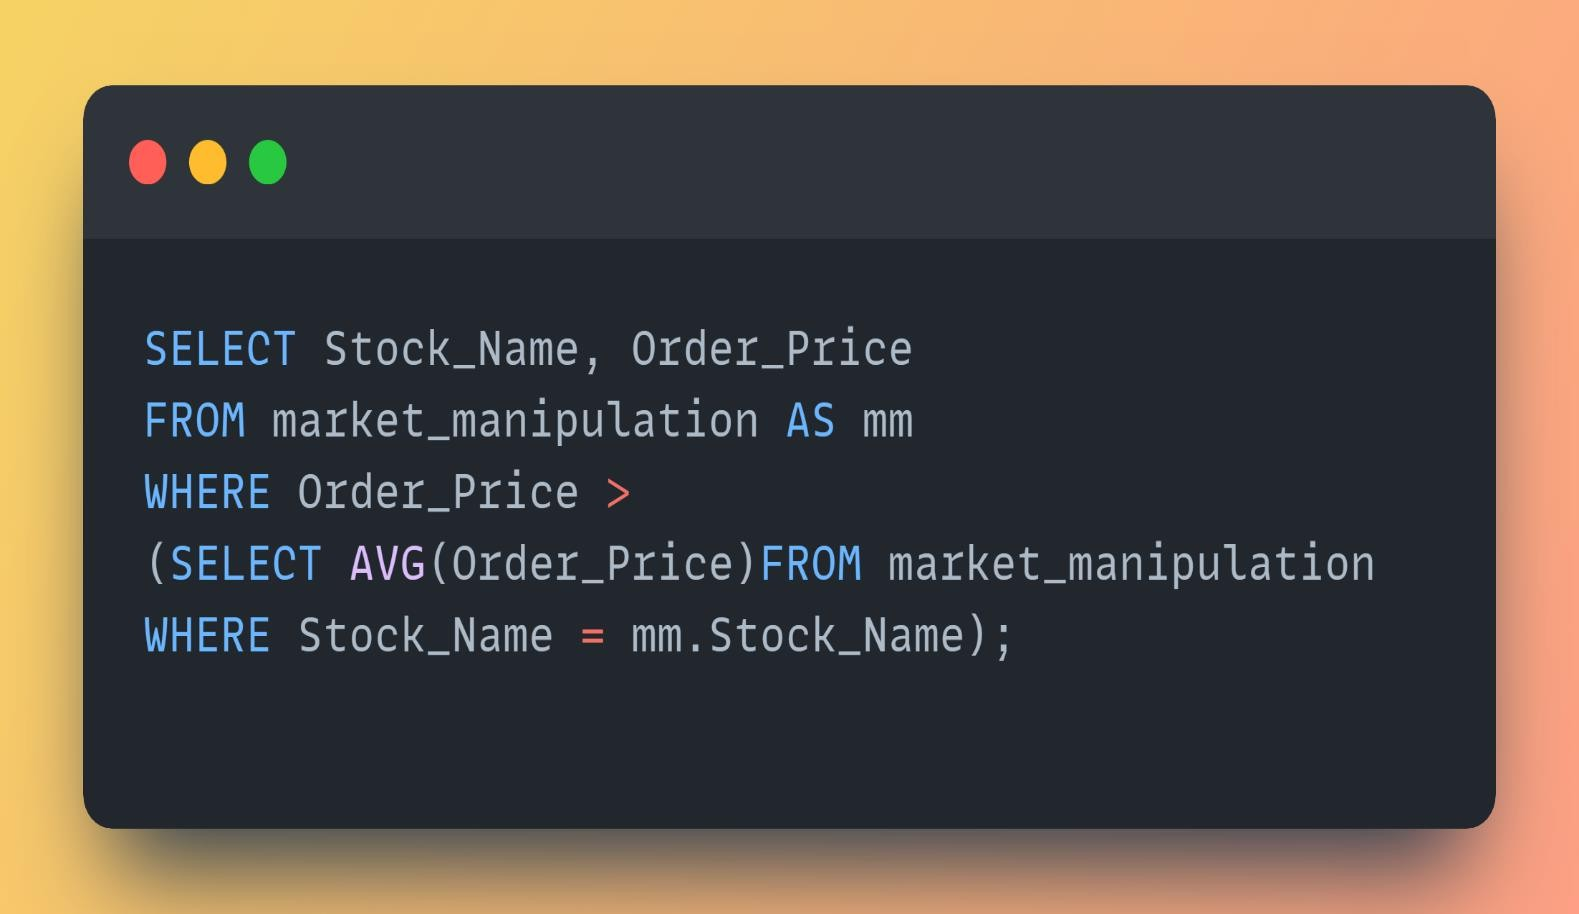 SELECT Stock_Name, Order_Price
FROM market_manipulation AS mm
WHERE Order_Price >
(SELECT AVG(Order_Price)FROM market_manipulation
WHERE Stock_Name = mm.Stock_Name);